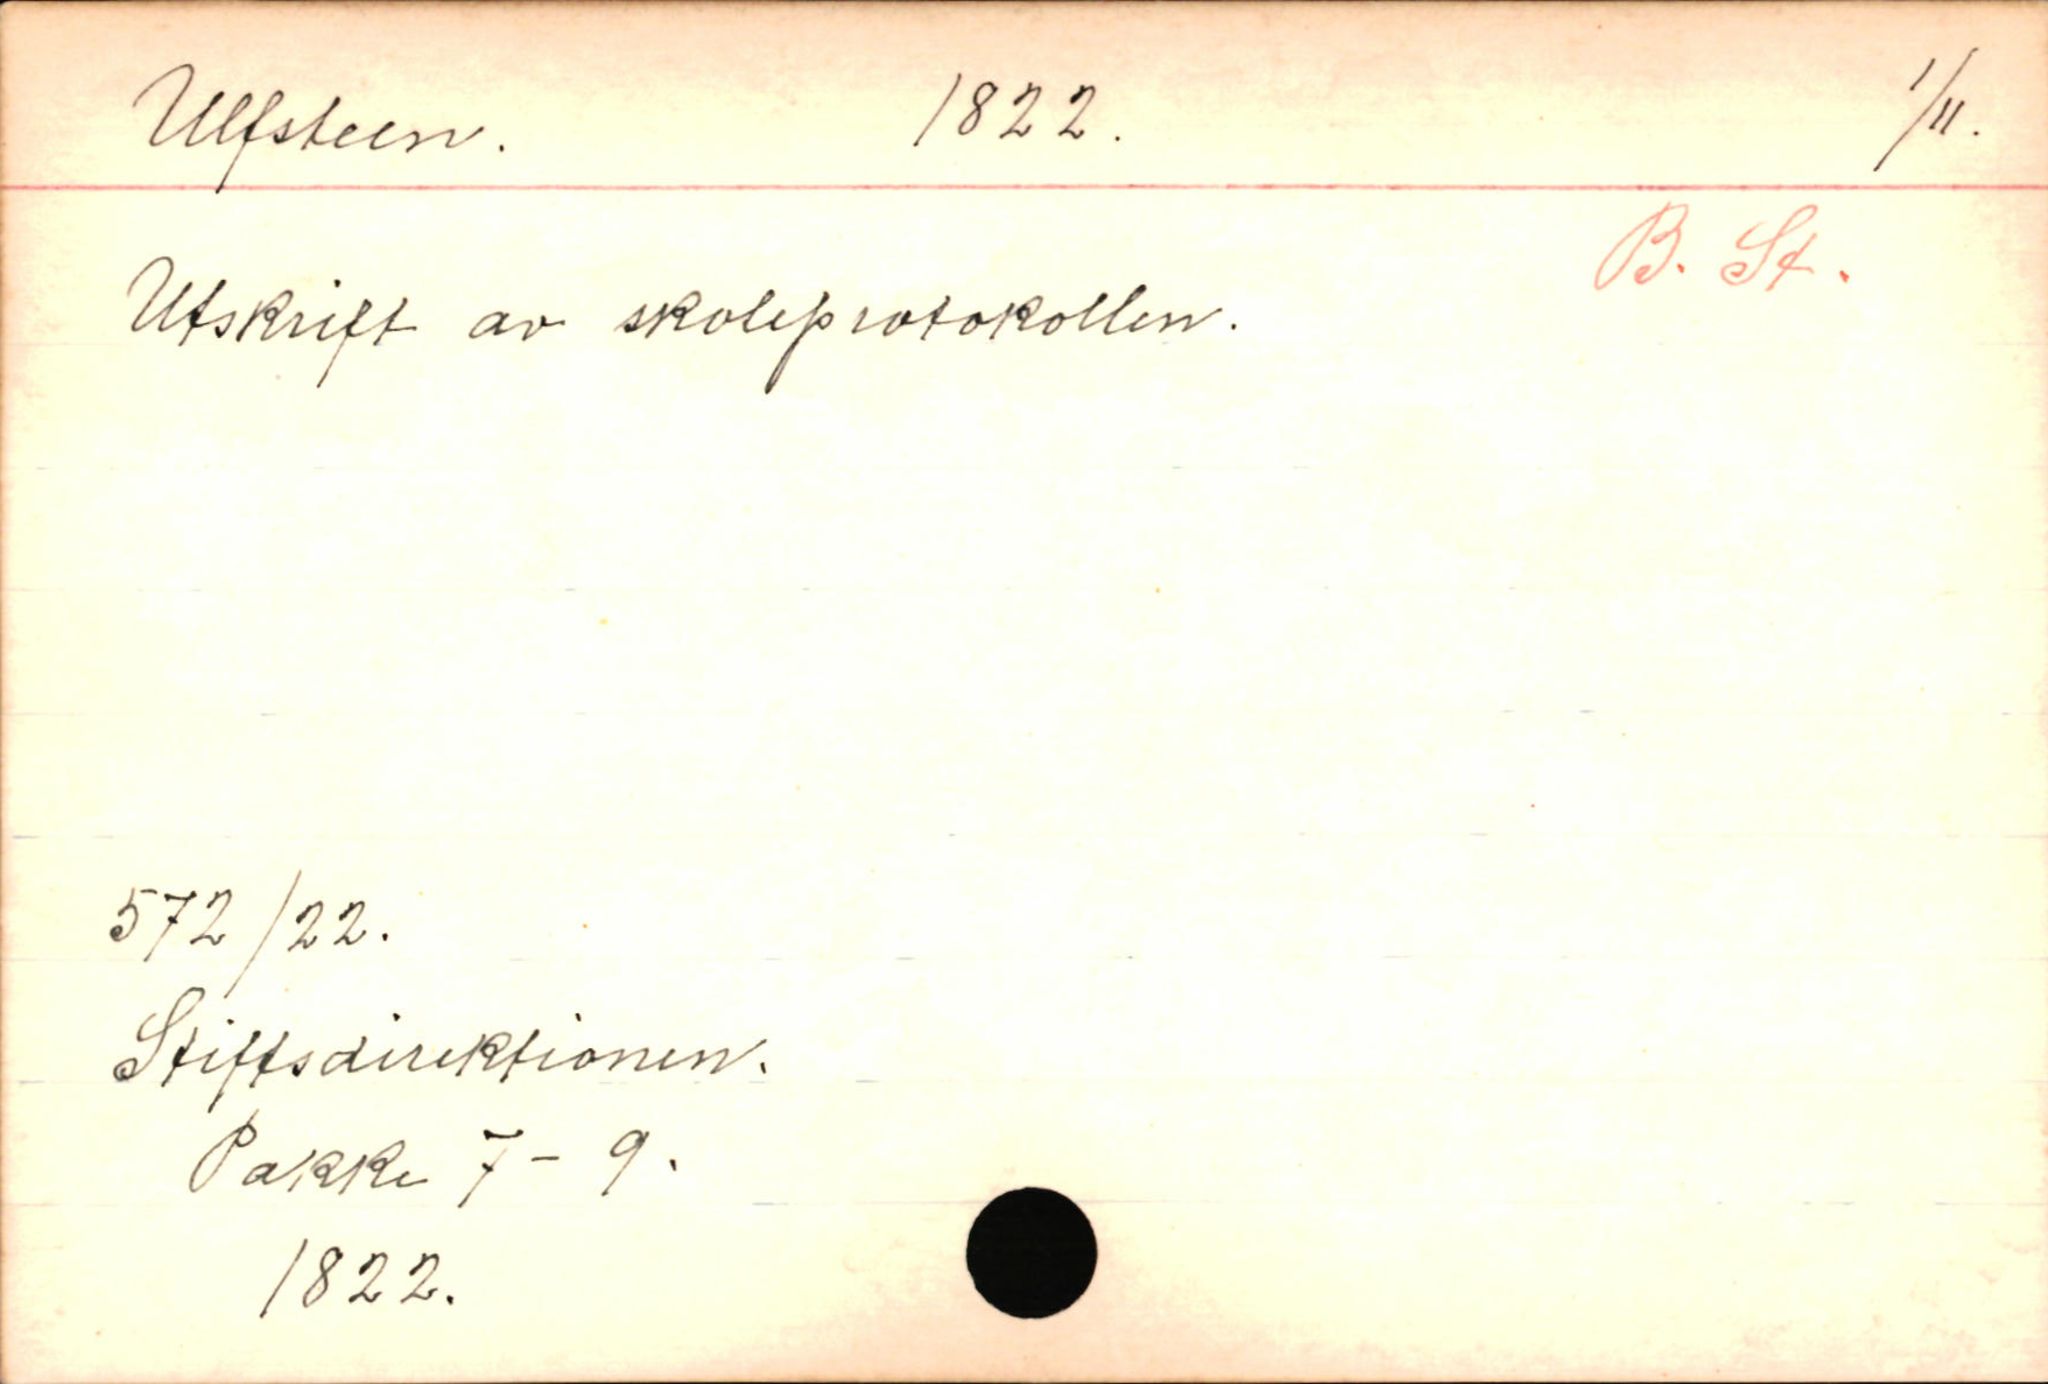 Ulfsteen. 1822. 1/11.
B. St.
Utskrift av skoleprotokollen.
572/22.
Stiftsdirektionen.
Pakke 7-9.
1822.